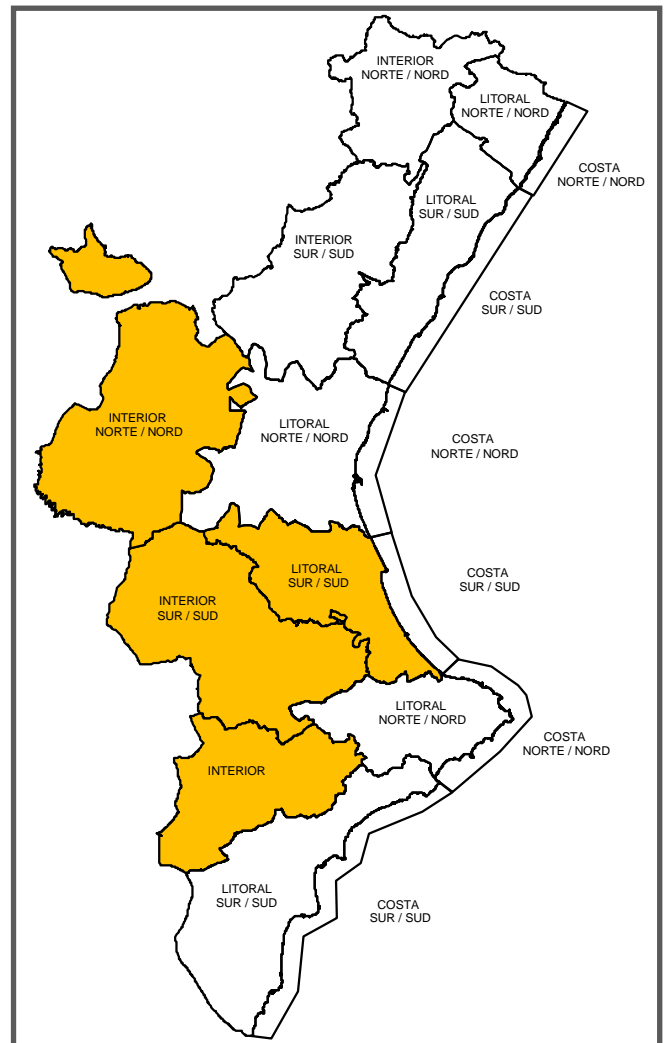 INTERIOR
NORTE / NORD
LITORAL
NORTE / NORD
COSTA
NORTE / NORD
LITORAL
SUR / SUD
INTERIOR
SUR / SUD
COSTA
SUR / SUD
INTERIOR
NORTE / NORD
LITORAL
NORTE / NORD
COSTA
NORTE / NORD
LITORAL
SUR / SUD
COSTA
SUR / SUD
INTERIOR
SUR / SUD
LITORAL
NORTE / NORD
COSTA
NORTE / NORD
INTERIOR
LITORAL
SUR / SUD
COSTA
SUR / SUD